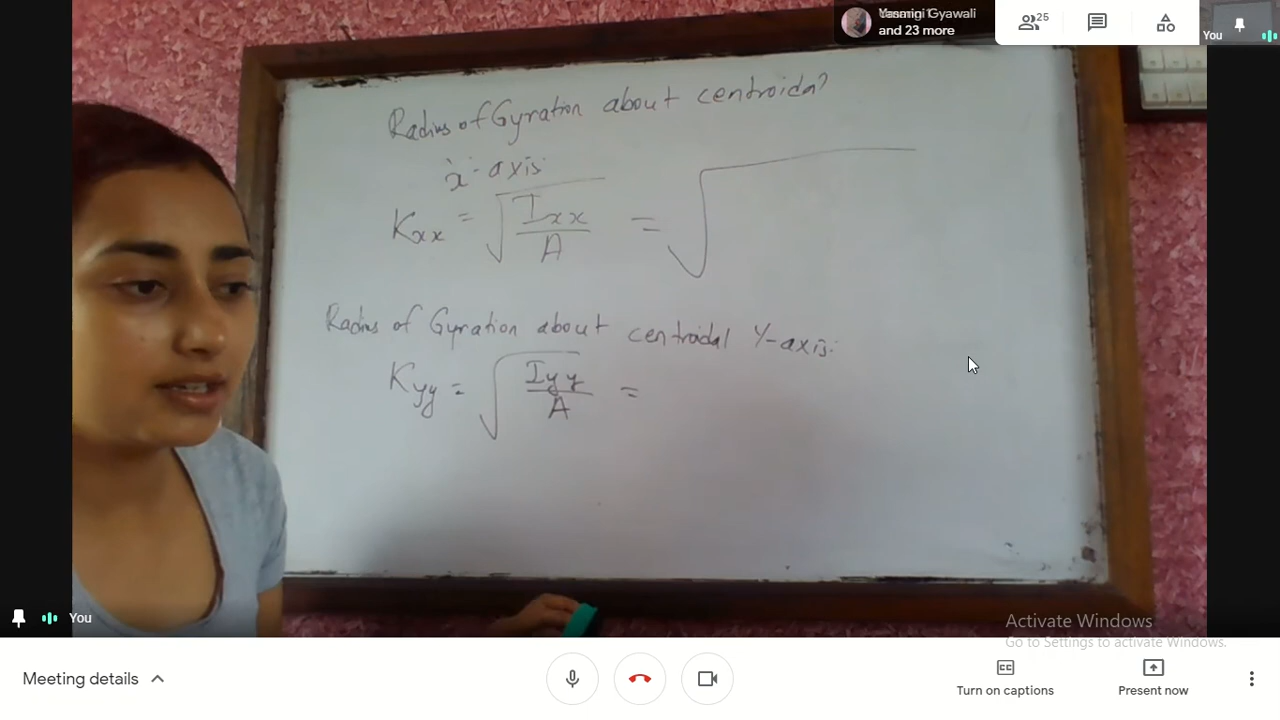 Yasmin Gyawali
and 23 more
25
You
Radius of Gyration about centroidal
x-axis
Kxx = √Ixx/A = √
Radius of Gyration about centroidal Y-axis.
Kyy = √Iyy/A =
You
Activate Windows
Go to Settings to activate Windows.
Meeting details
Turn on captions
Present now